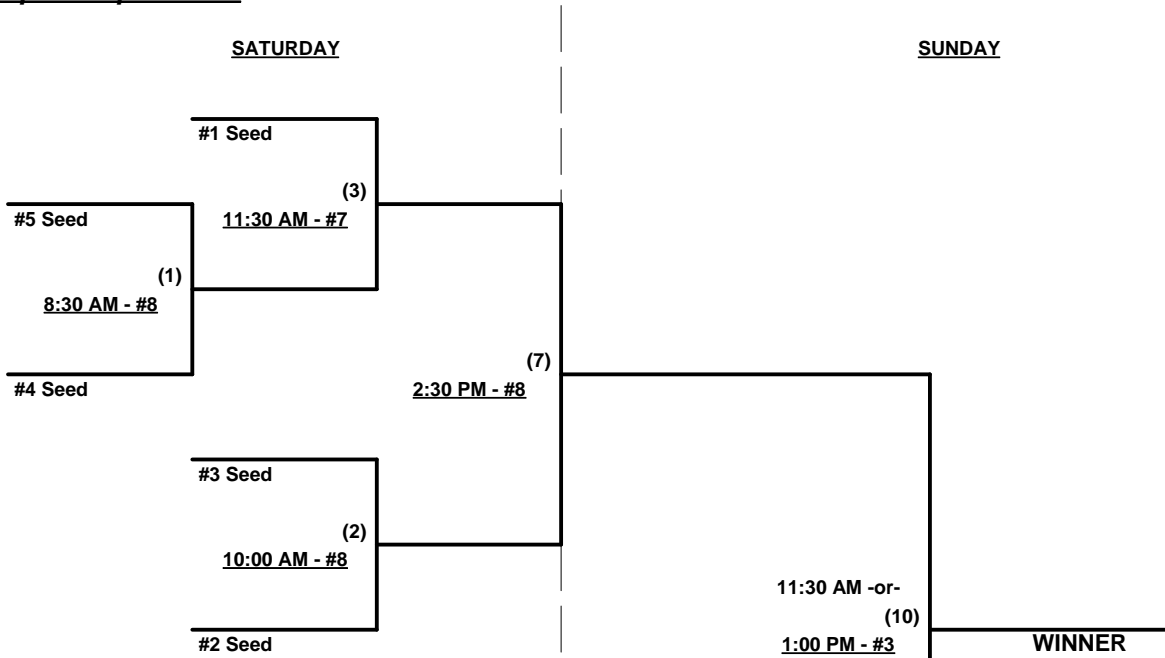 SATURDAY
SUNDAY
#1 Seed
(3)
11:30 AM - #7
#5 Seed
(1)
8:30 AM - #8
#4 Seed
(7)
2:30 PM - #8
#3 Seed
(2)
10:00 AM - #8
#2 Seed
11:30 AM -or-
(10)
1:00 PM - #3
WINNER